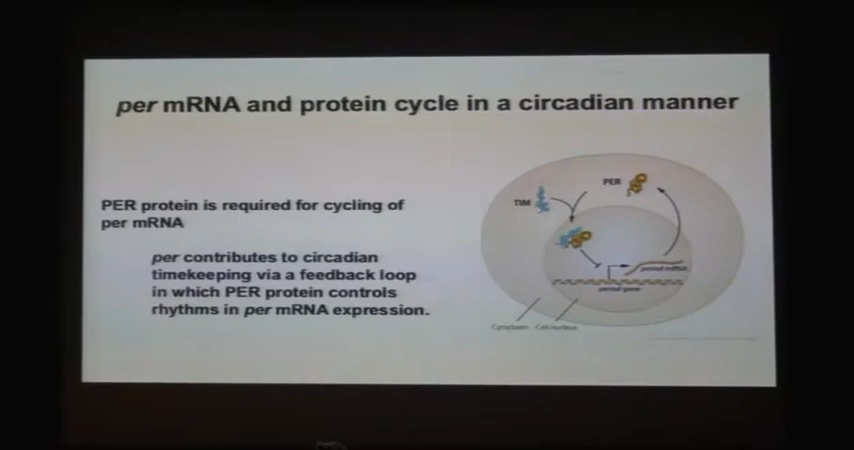 per mRNA and protein cycle in a circadian manner
PER protein is required for cycling of
per mRNA
per contributes to circadian
timekeeping via a feedback loop
in which PER protein controls
rhythms in per mRNA expression.
PER
TIM
period mRNA
period gene
Cytoplasm
Cell nucleus